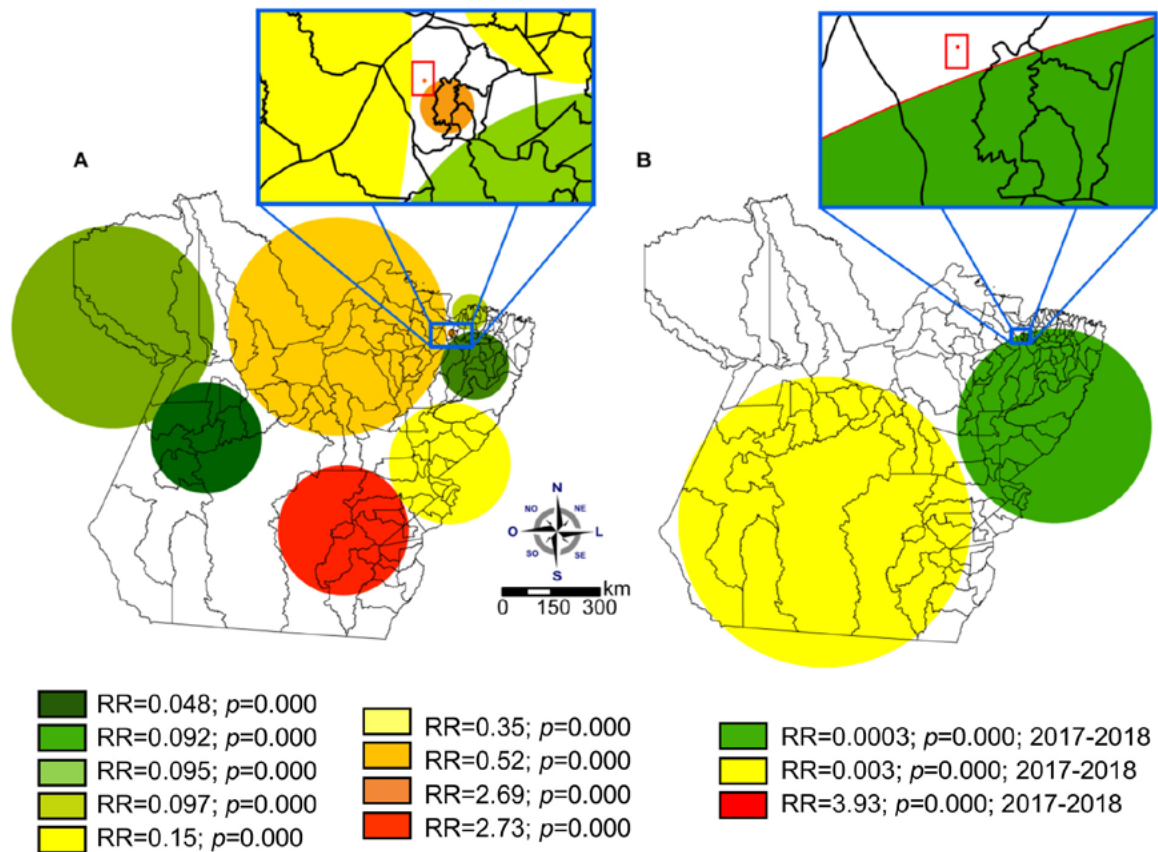 A
B
N
NO
NE
O
L
SO
SE
S
km
0 150 300
RR=0.048; p=0.000
RR=0.092; p=0.000
RR=0.095; p=0.000
RR=0.097; p=0.000
RR=0.15; p=0.000
RR=0.35; p=0.000
RR=0.52; p=0.000
RR=2.69; p=0.000
RR=2.73; p=0.000
RR=0.0003; p=0.000; 2017-2018
RR=0.003; p=0.000; 2017-2018
RR=3.93; p=0.000; 2017-2018